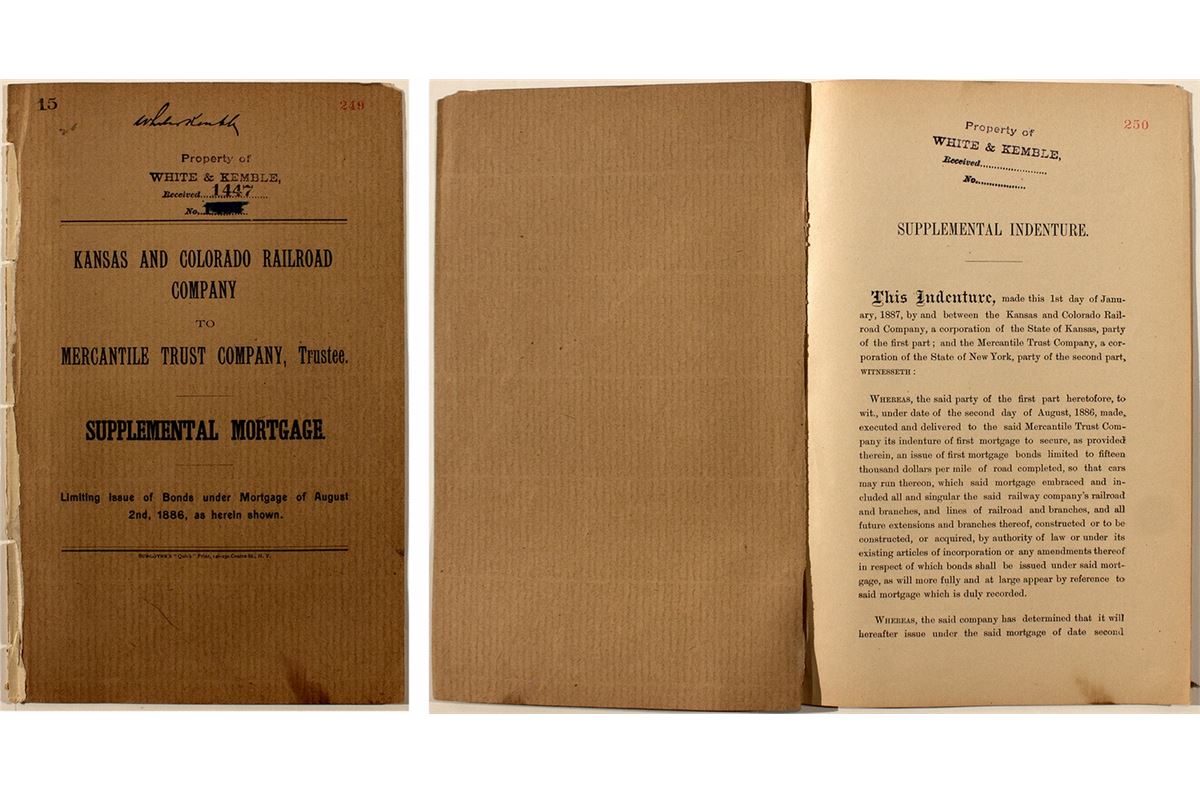 15
249
White & Kemble
Property of
WHITE & KEMBLE,
Received 1447
No.
KANSAS AND COLORADO RAILROAD
COMPANY
TO
MERCANTILE TRUST COMPANY, Trustee.
SUPPLEMENTAL MORTGAGE.
Limiting Issue of Bonds under Mortgage of August
2nd, 1886, as herein shown.
"Quick" Print, Centre St., N. Y.
Property of
WHITE & KEMBLE,
Received
No.
250
SUPPLEMENTAL INDENTURE.
This Indenture, made this 1st day of Janu-
ary, 1887, by and between the Kansas and Colorado Rail-
road Company, a corporation of the State of Kansas, party
of the first part; and the Mercantile Trust Company, a cor-
poration of the State of New York, party of the second part,
WITNESSETH:
WHEREAS, the said party of the first part heretofore, to
wit., under date of the second day of August, 1886, made,
executed and delivered to the said Mercantile Trust Com-
pany its indenture of first mortgage to secure, as provided
therein, an issue of first mortgage bonds limited to fifteen
thousand dollars per mile of road completed, so that cars
may run thereon, which said mortgage embraced and in-
cluded all and singular the said railway company's railroad
and branches, and lines of railroad and branches, and all
future extensions and branches thereof, constructed or to be
constructed, or acquired, by authority of law or under its
existing articles of incorporation or any amendments thereof
in respect of which bonds shall be issued under said mort-
gage, as will more fully and at large appear by reference to
said mortgage which is duly recorded.
WHEREAS, the said company has determined that it will
hereafter issue under the said mortgage of date second